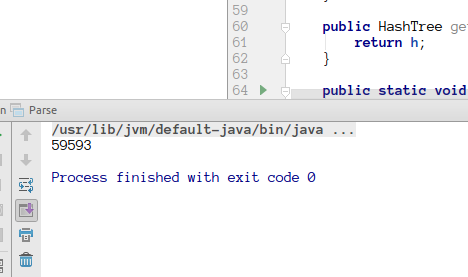 59
60 public HashTree get
61 return h;
62 }
63
64 public static void
n Parse
/usr/lib/jvm/default-java/bin/java ...
59593
Process finished with exit code 0